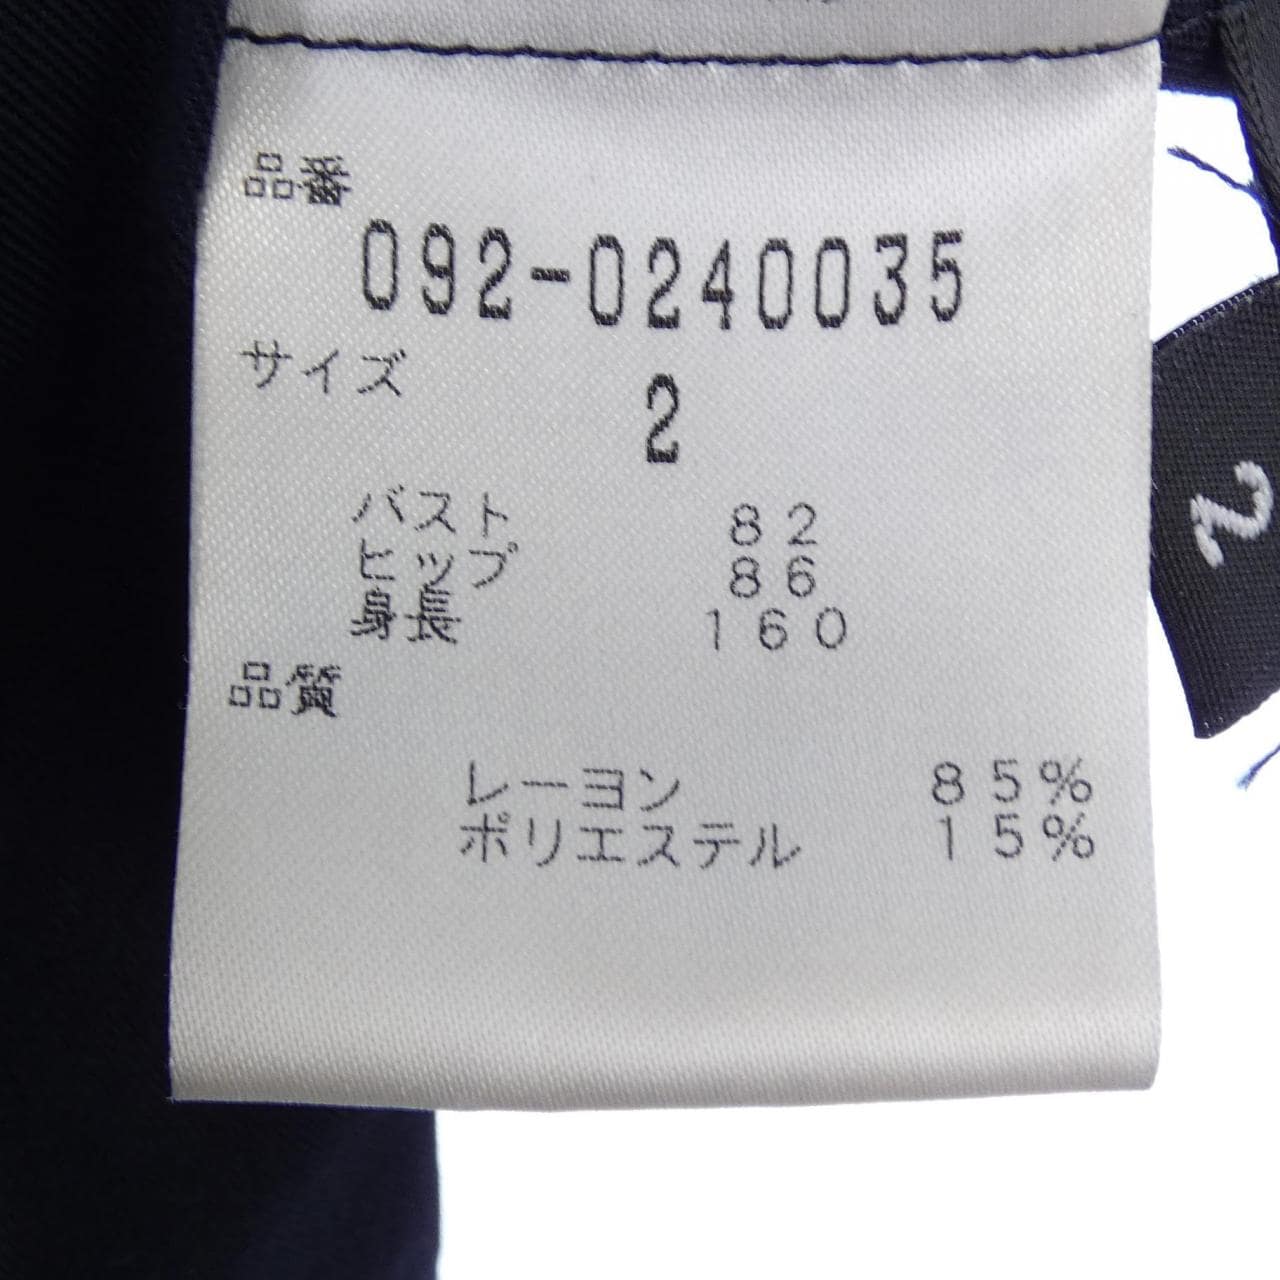 品番
092-0240035
サイズ
2
バスト 82
ヒップ 86
身長 160
品質
レーヨン 85%
ポリエステル 15%
2